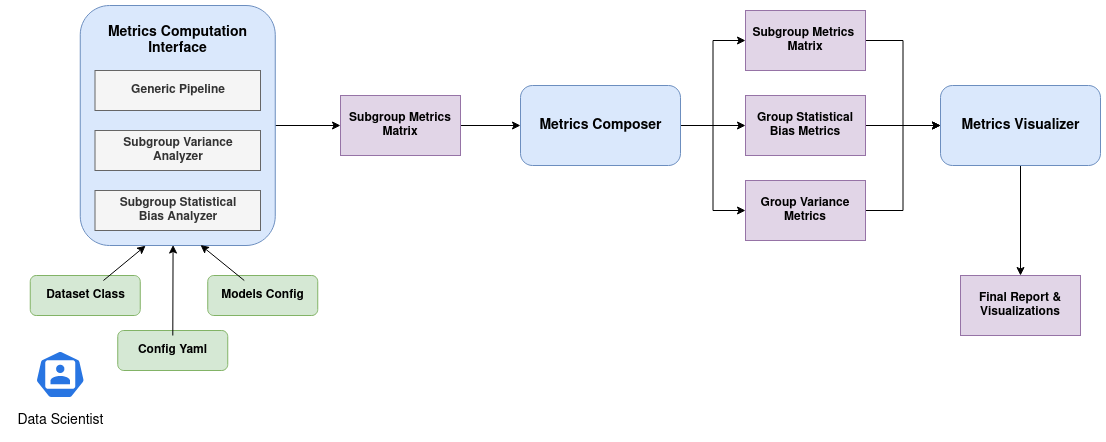 Metrics Computation
Interface
Generic Pipeline
Subgroup Variance
Analyzer
Subgroup Statistical
Bias Analyzer
Dataset Class
Models Config
Config Yaml
Data Scientist
Subgroup Metrics
Matrix
Metrics Composer
Subgroup Metrics
Matrix
Group Statistical
Bias Metrics
Group Variance
Metrics
Metrics Visualizer
Final Report &
Visualizations